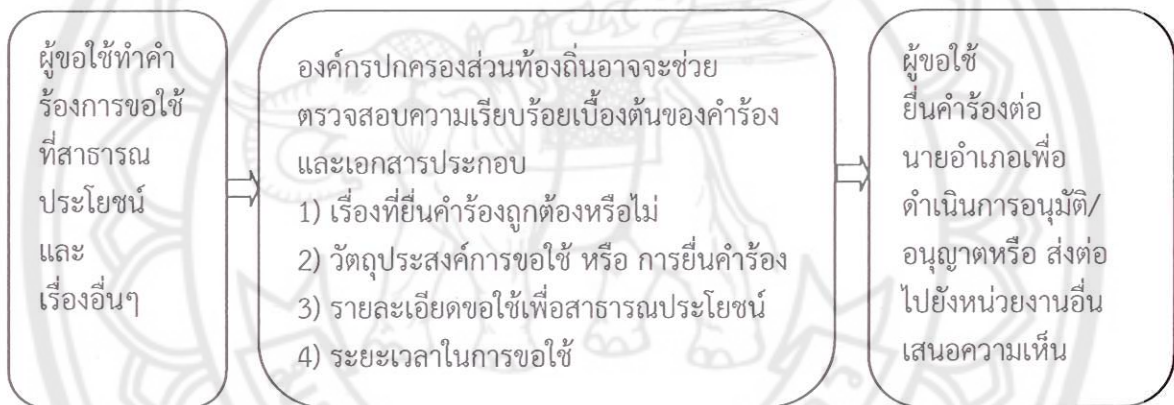 ผู้ขอใช้ทำคำ
ร้องการขอใช้
ที่สาธารณ
ประโยชน์
และ
เรื่องอื่นๆ
องค์กรปกครองส่วนท้องถิ่นอาจจะช่วย
ตรวจสอบความเรียบร้อยเบื้องต้นของคำร้อง
และเอกสารประกอบ
1) เรื่องที่ยื่นคำร้องถูกต้องหรือไม่
2) วัตถุประสงค์การขอใช้ หรือ การยื่นคำร้อง
3) รายละเอียดขอใช้เพื่อสาธารณประโยชน์
4) ระยะเวลาในการขอใช้
ผู้ขอใช้
ยื่นคำร้องต่อ
นายอำเภอเพื่อ
ดำเนินการอนุมัติ/
อนุญาตหรือ ส่งต่อ
ไปยังหน่วยงานอื่น
เสนอความเห็น